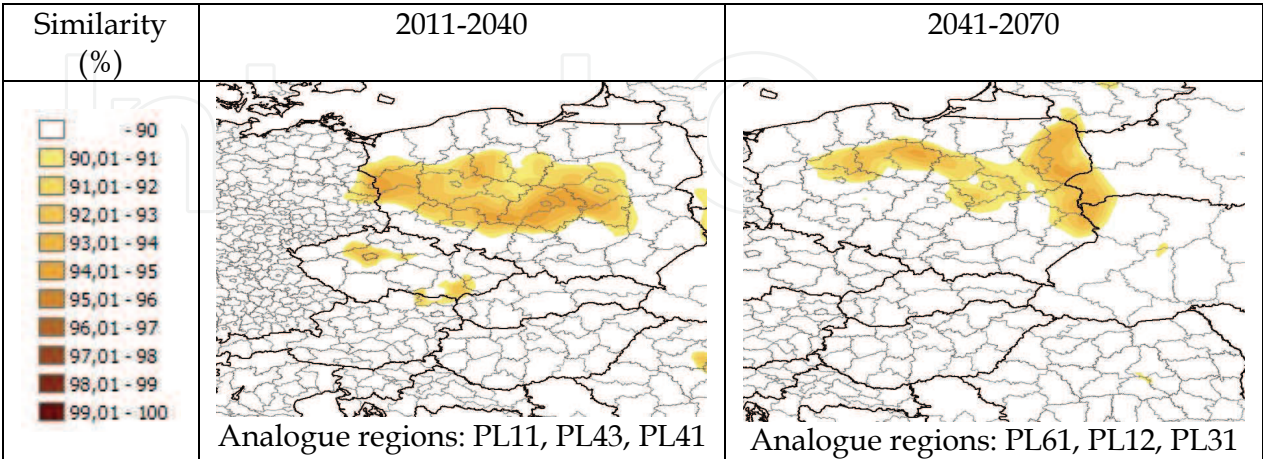 Similarity
(%)
2011-2040
2041-2070
- 90
90,01 - 91
91,01 - 92
92,01 - 93
93,01 - 94
94,01 - 95
95,01 - 96
96,01 - 97
97,01 - 98
98,01 - 99
99,01 - 100
Analogue regions: PL11, PL43, PL41
Analogue regions: PL61, PL12, PL31